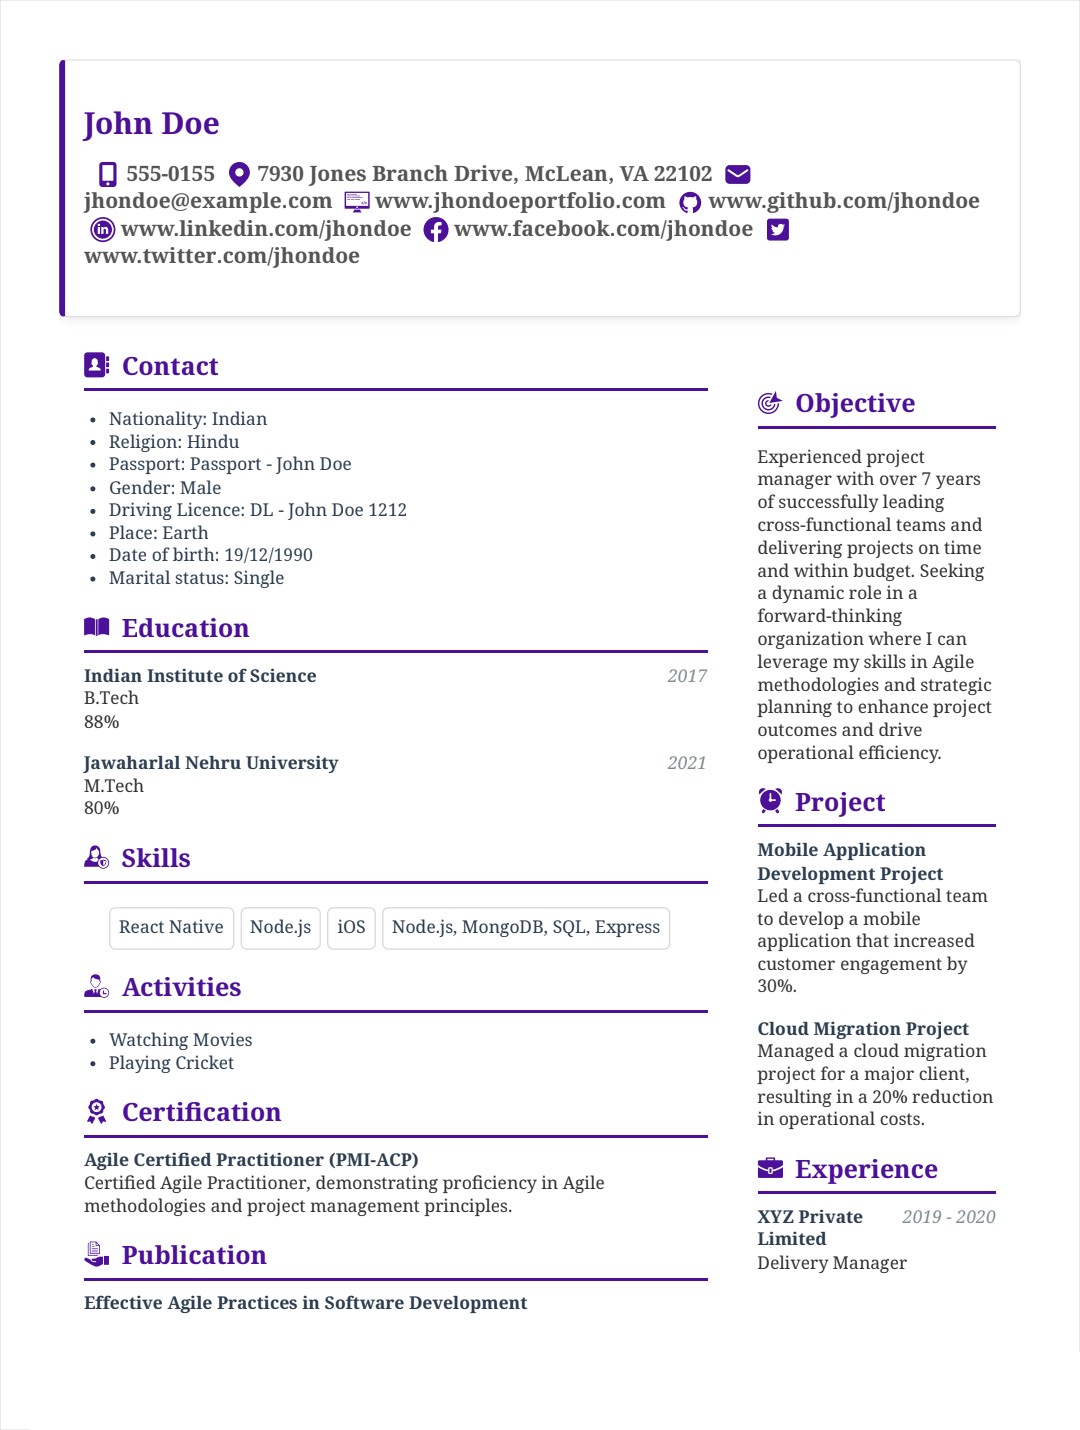 John Doe
555-0155 7930 Jones Branch Drive, McLean, VA 22102
jhondoe@example.com www.jhondoeportfolio.com www.github.com/jhondoe
www.linkedin.com/jhondoe www.facebook.com/jhondoe
www.twitter.com/jhondoe
Contact
• Nationality: Indian
• Religion: Hindu
• Passport: Passport - John Doe
• Gender: Male
• Driving Licence: DL - John Doe 1212
• Place: Earth
• Date of birth: 19/12/1990
• Marital status: Single
Education
Indian Institute of Science 2017
B.Tech
88%
Jawaharlal Nehru University 2021
M.Tech
80%
Skills
React Native Node.js iOS Node.js, MongoDB, SQL, Express
Activities
• Watching Movies
• Playing Cricket
Certification
Agile Certified Practitioner (PMI-ACP)
Certified Agile Practitioner, demonstrating proficiency in Agile
methodologies and project management principles.
Publication
Effective Agile Practices in Software Development
Objective
Experienced project
manager with over 7 years
of successfully leading
cross-functional teams and
delivering projects on time
and within budget. Seeking
a dynamic role in a
forward-thinking
organization where I can
leverage my skills in Agile
methodologies and strategic
planning to enhance project
outcomes and drive
operational efficiency.
Project
Mobile Application
Development Project
Led a cross-functional team
to develop a mobile
application that increased
customer engagement by
30%.
Cloud Migration Project
Managed a cloud migration
project for a major client,
resulting in a 20% reduction
in operational costs.
Experience
XYZ Private 2019 - 2020
Limited
Delivery Manager